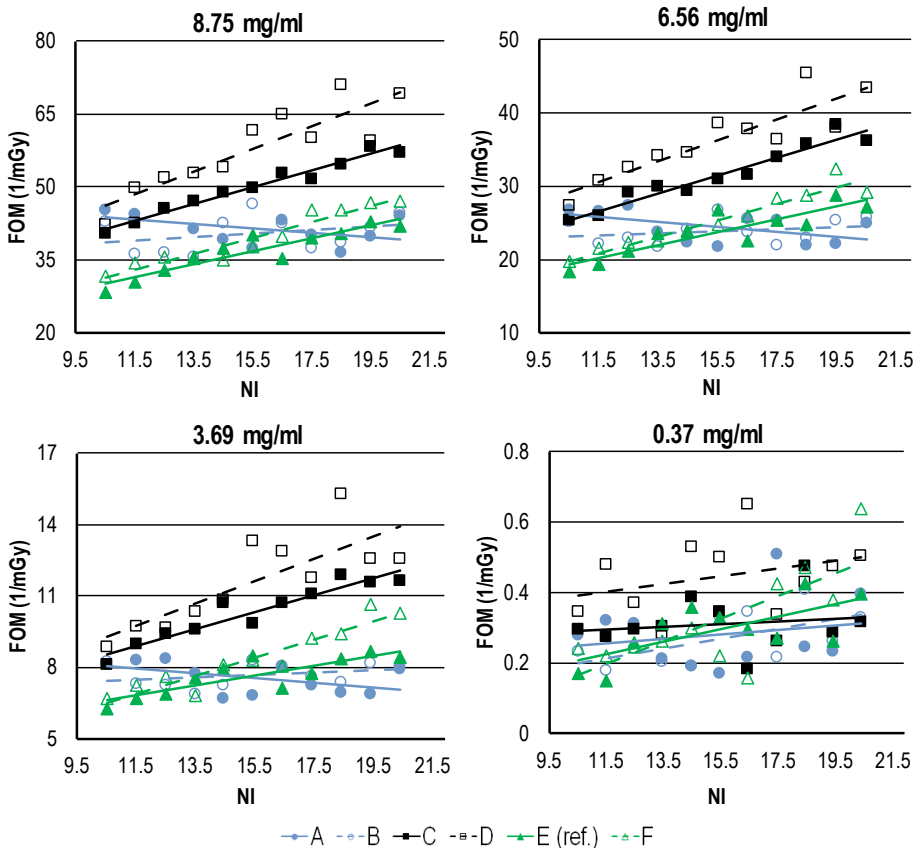 8.75 mg/ml
FOM (1/mGy)
80
65
50
35
20
9.5 11.5 13.5 15.5 17.5 19.5 21.5
NI
6.56 mg/ml
FOM (1/mGy)
50
40
30
20
10
9.5 11.5 13.5 15.5 17.5 19.5 21.5
NI
3.69 mg/ml
FOM (1/mGy)
17
14
11
8
5
9.5 11.5 13.5 15.5 17.5 19.5 21.5
NI
0.37 mg/ml
FOM (1/mGy)
0.8
0.6
0.4
0.2
0
9.5 11.5 13.5 15.5 17.5 19.5 21.5
NI
A B C D E (ref.) F